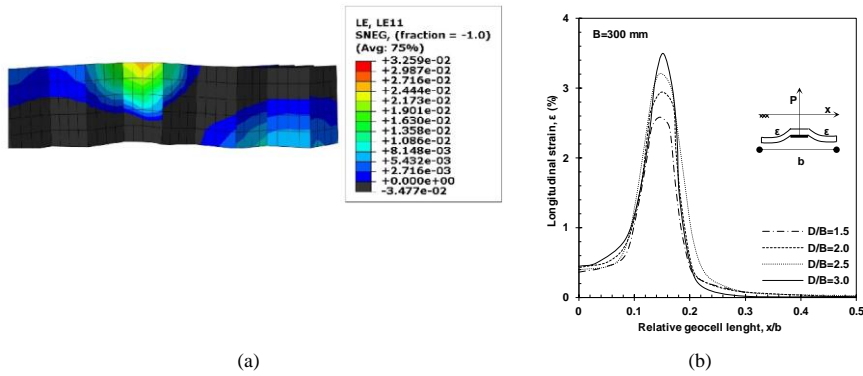 LE, LE11
SNEG, (fraction = -1.0)
(Avg: 75%)
+3.259e-02
+2.987e-02
+2.716e-02
+2.444e-02
+2.173e-02
+1.901e-02
+1.630e-02
+1.358e-02
+1.086e-02
+8.148e-03
+5.432e-03
+2.716e-03
+0.000e+00
-3.477e-02
(a)
B=300 mm
Longitudinal strain, ε (%)
4
3
2
1
0
P
x
ε
ε
b
D/B=1.5
D/B=2.0
D/B=2.5
D/B=3.0
0.0
0.1
0.2
0.3
0.4
0.5
Relative geocell lenght, x/b
(b)